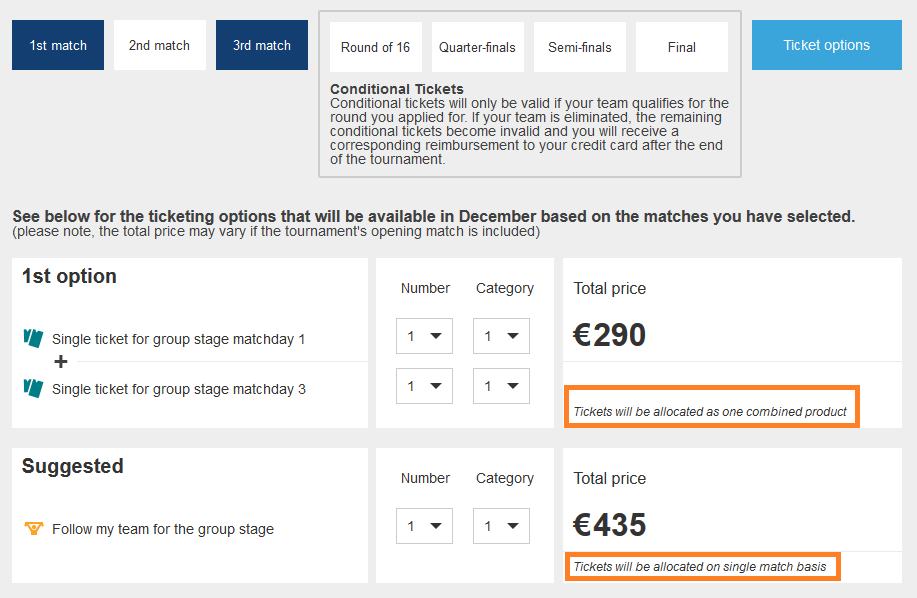 1st match
2nd match
3rd match
Round of 16
Quarter-finals
Semi-finals
Final
Ticket options
Conditional Tickets
Conditional tickets will only be valid if your team qualifies for the
round you applied for. If your team is eliminated, the remaining
conditional tickets become invalid and you will receive a
corresponding reimbursement to your credit card after the end
of the tournament.
See below for the ticketing options that will be available in December based on the matches you have selected.
(please note, the total price may vary if the tournament's opening match is included)
1st option
Number
Category
Total price
Single ticket for group stage matchday 1
1
1
€290
+
Single ticket for group stage matchday 3
1
1
Tickets will be allocated as one combined product
Suggested
Number
Category
Total price
Follow my team for the group stage
1
1
€435
Tickets will be allocated on single match basis